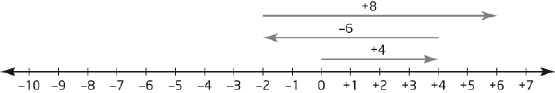 +8
–6
+4
–10 –9 –8 –7 –6 –5 –4 –3 –2 –1 0 +1 +2 +3 +4 +5 +6 +7